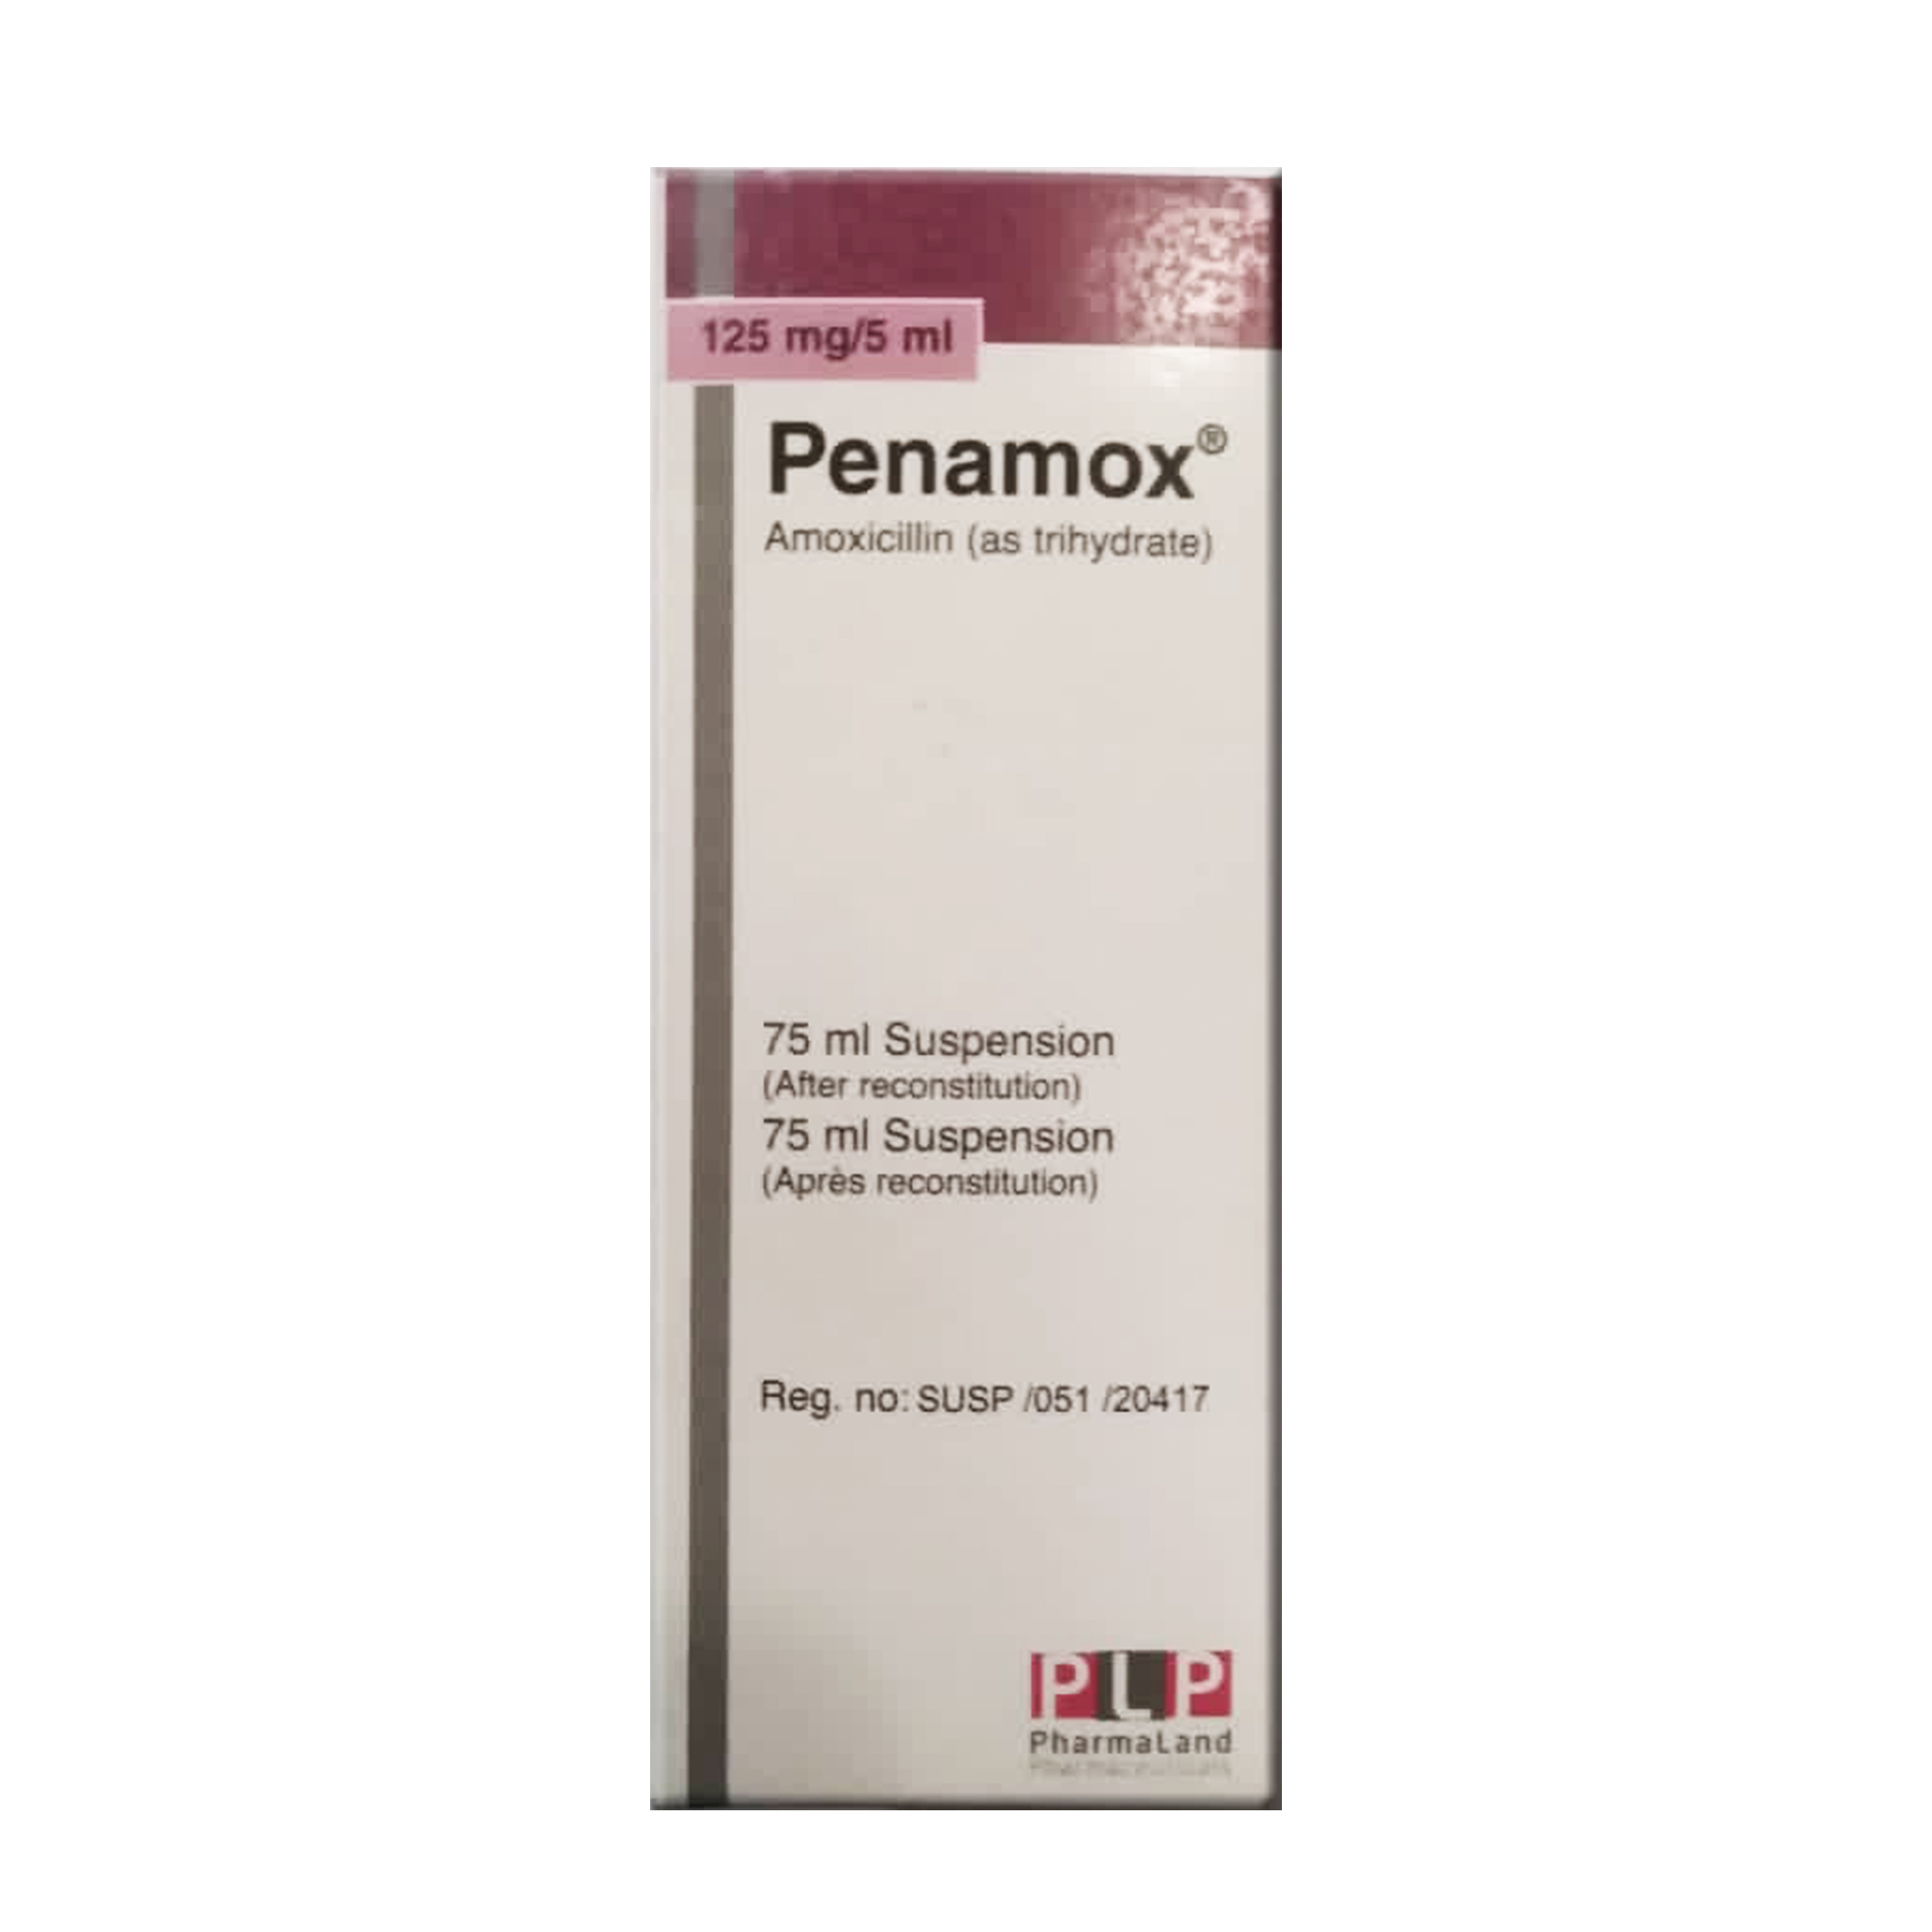 125 mg/5 ml
Penamox®
Amoxicillin (as trihydrate)
75 ml Suspension
(After reconstitution)
75 ml Suspension
(Après reconstitution)
Reg. no: SUSP /051 /20417
PLP
PharmaLand
Pharmaceuticals